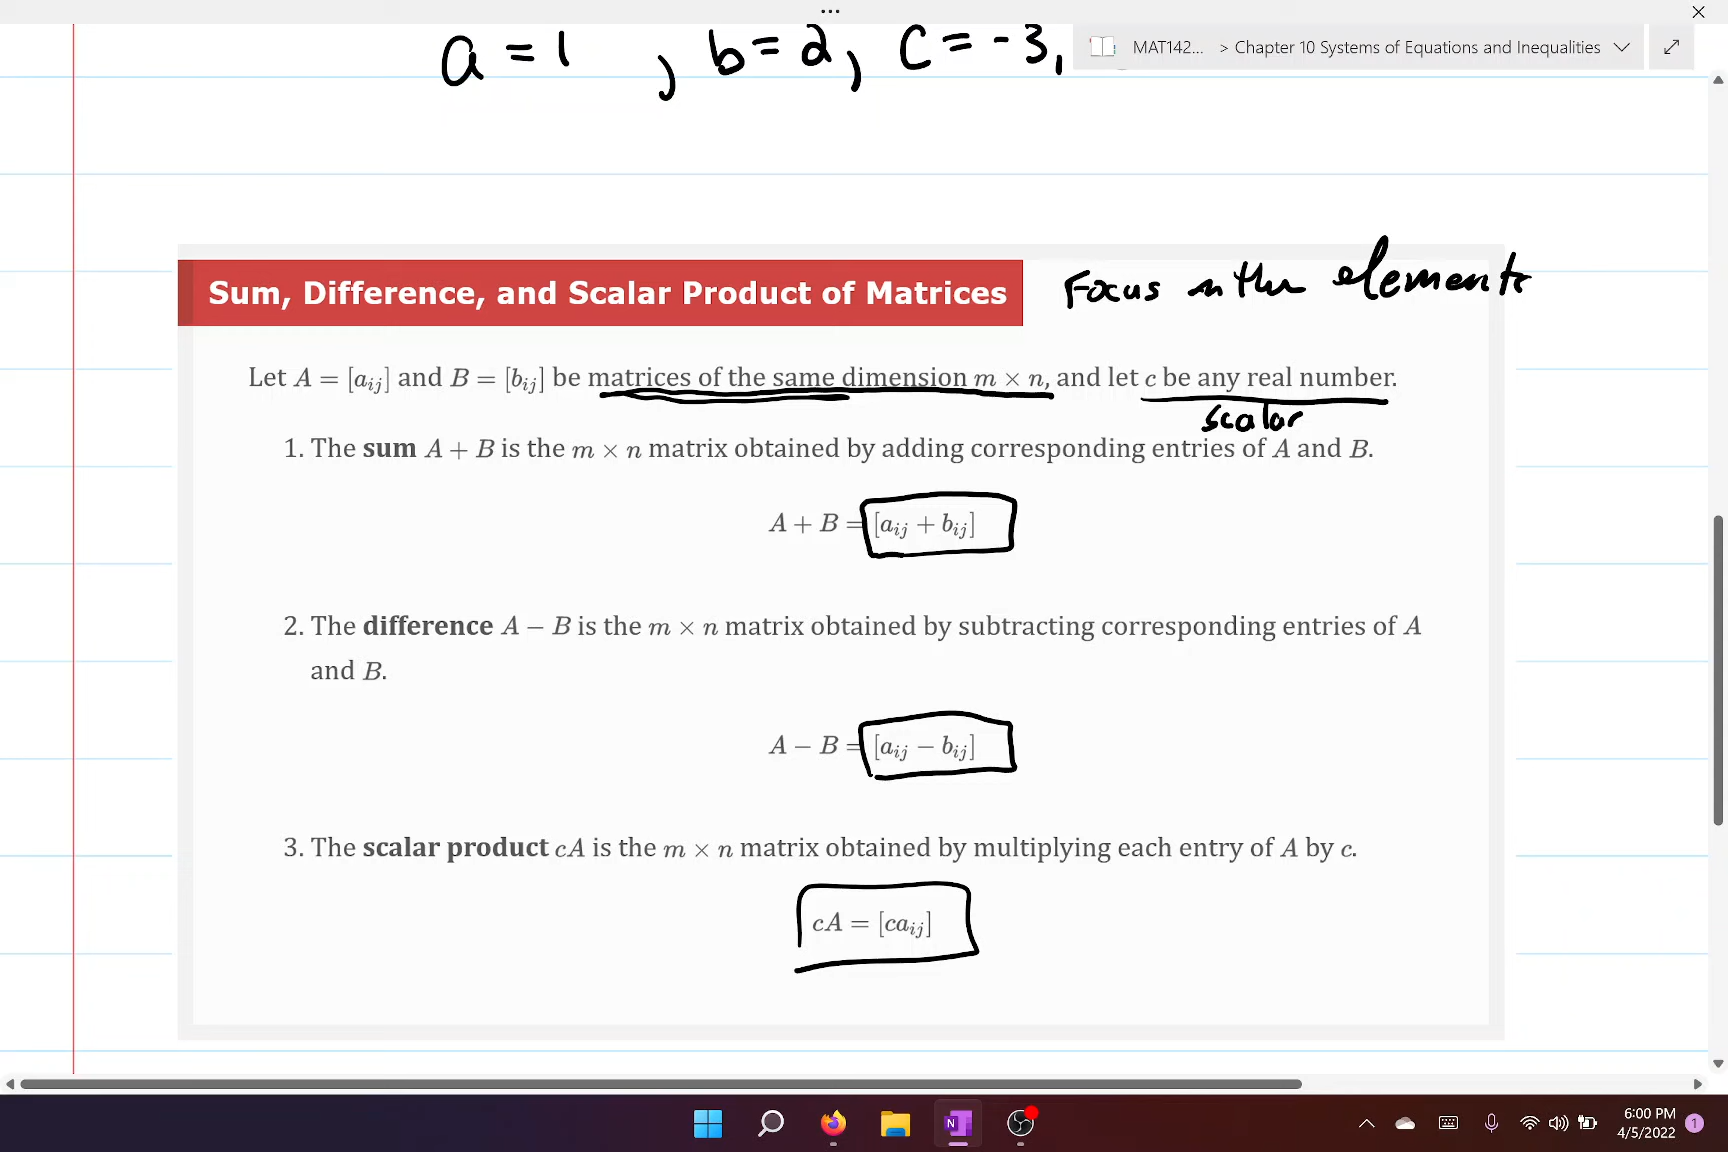 a = 1 , b = 2, c = -3,
MAT142... > Chapter 10 Systems of Equations and Inequalities
Sum, Difference, and Scalar Product of Matrices
Focus on the elements
Let A = [aᵢⱼ] and B = [bᵢⱼ] be matrices of the same dimension m × n, and let c be any real number.
scalar
1. The sum A + B is the m × n matrix obtained by adding corresponding entries of A and B.
A + B = [aᵢⱼ + bᵢⱼ]
2. The difference A − B is the m × n matrix obtained by subtracting corresponding entries of A
and B.
A − B = [aᵢⱼ − bᵢⱼ]
3. The scalar product cA is the m × n matrix obtained by multiplying each entry of A by c.
cA = [caᵢⱼ]
6:00 PM
4/5/2022
1